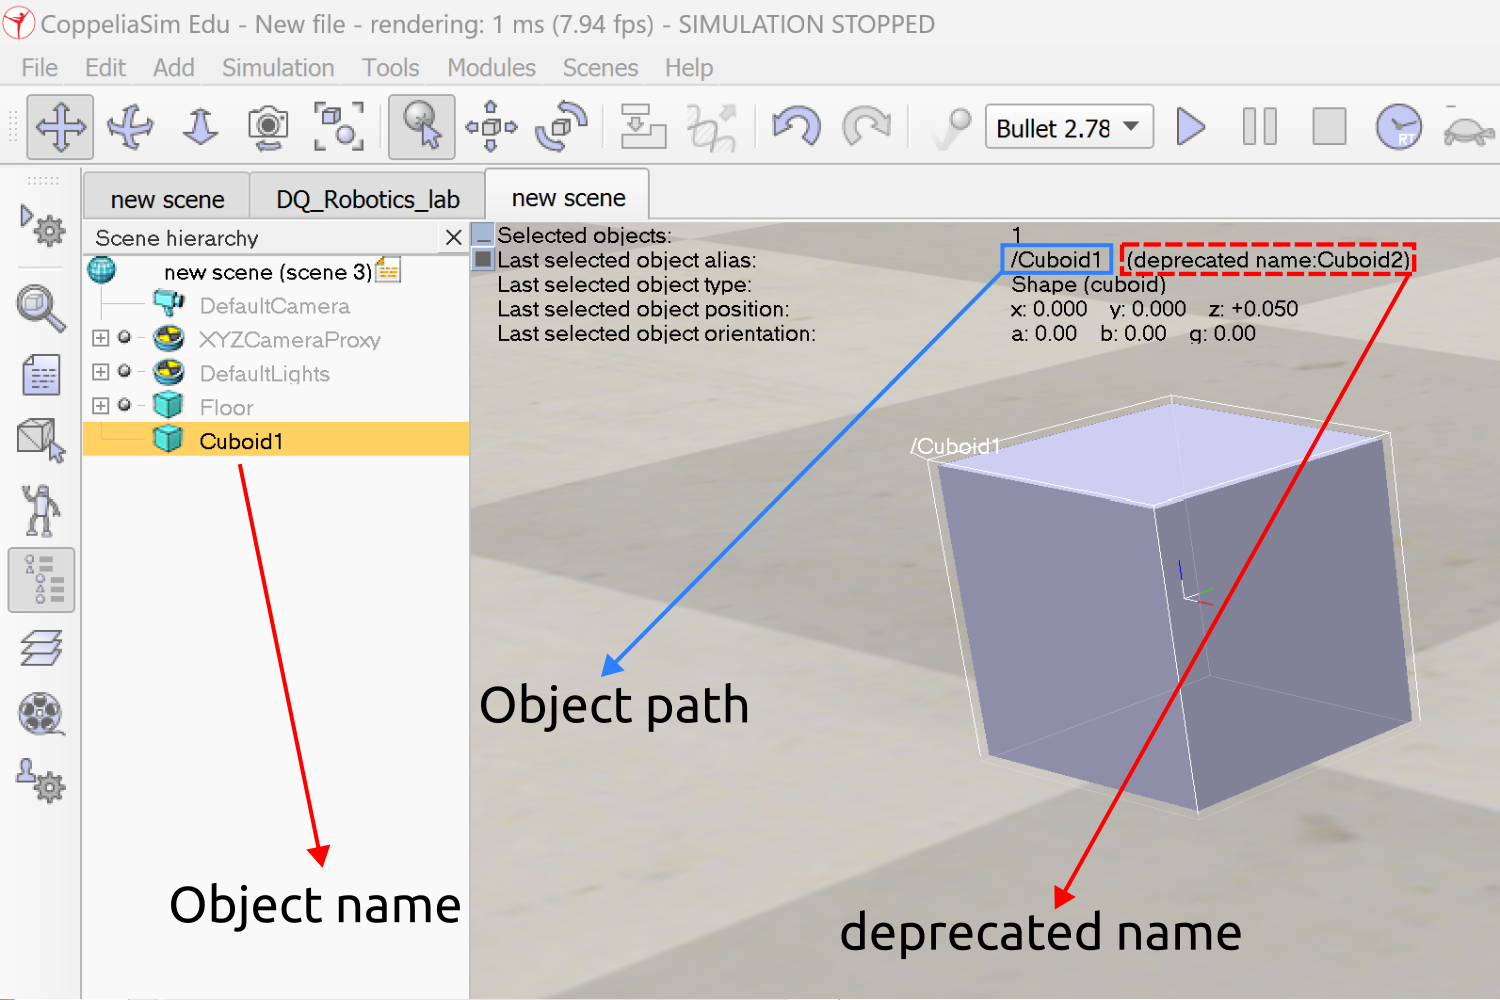 CoppeliaSim Edu - New file - rendering: 1 ms (7.94 fps) - SIMULATION STOPPED
File Edit Add Simulation Tools Modules Scenes Help
Bullet 2.78
RT
new scene DQ_Robotics_lab new scene
Scene hierarchy
new scene (scene 3)
DefaultCamera
XYZCameraProxy
DefaultLights
Floor
Cuboid1
Selected objects: 1
Last selected object alias: /Cuboid1 (deprecated name:Cuboid2)
Last selected object type: Shape (cuboid)
Last selected object position: x: 0.000 y: 0.000 z: +0.050
Last selected object orientation: a: 0.00 b: 0.00 g: 0.00
/Cuboid1
Object path
Object name
deprecated name